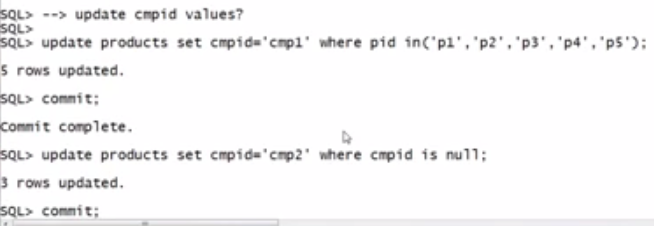 SQL> --> update cmpid values?
SQL>
SQL> update products set cmpid='cmp1' where pid in('p1','p2','p3','p4','p5');
5 rows updated.
SQL> commit;
Commit complete.
SQL> update products set cmpid='cmp2' where cmpid is null;
3 rows updated.
SQL> commit;